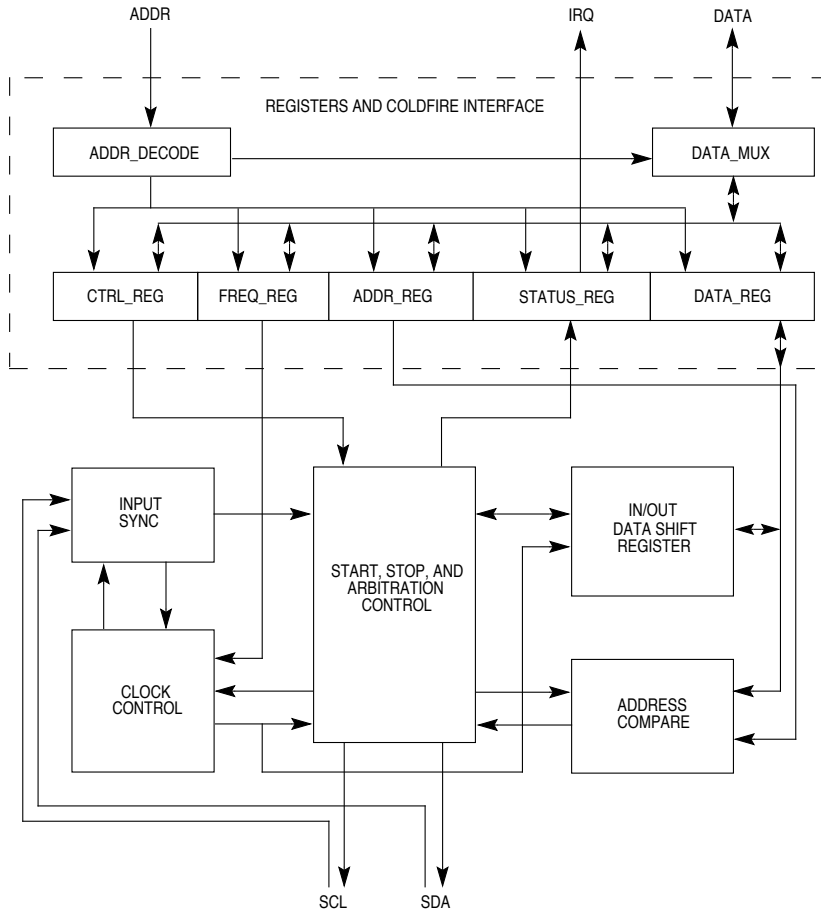 ADDR
IRQ
DATA
REGISTERS AND COLDFIRE INTERFACE
ADDR_DECODE
DATA_MUX
CTRL_REG
FREQ_REG
ADDR_REG
STATUS_REG
DATA_REG
INPUT
SYNC
START, STOP, AND
ARBITRATION
CONTROL
IN/OUT
DATA SHIFT
REGISTER
CLOCK
CONTROL
ADDRESS
COMPARE
SCL
SDA